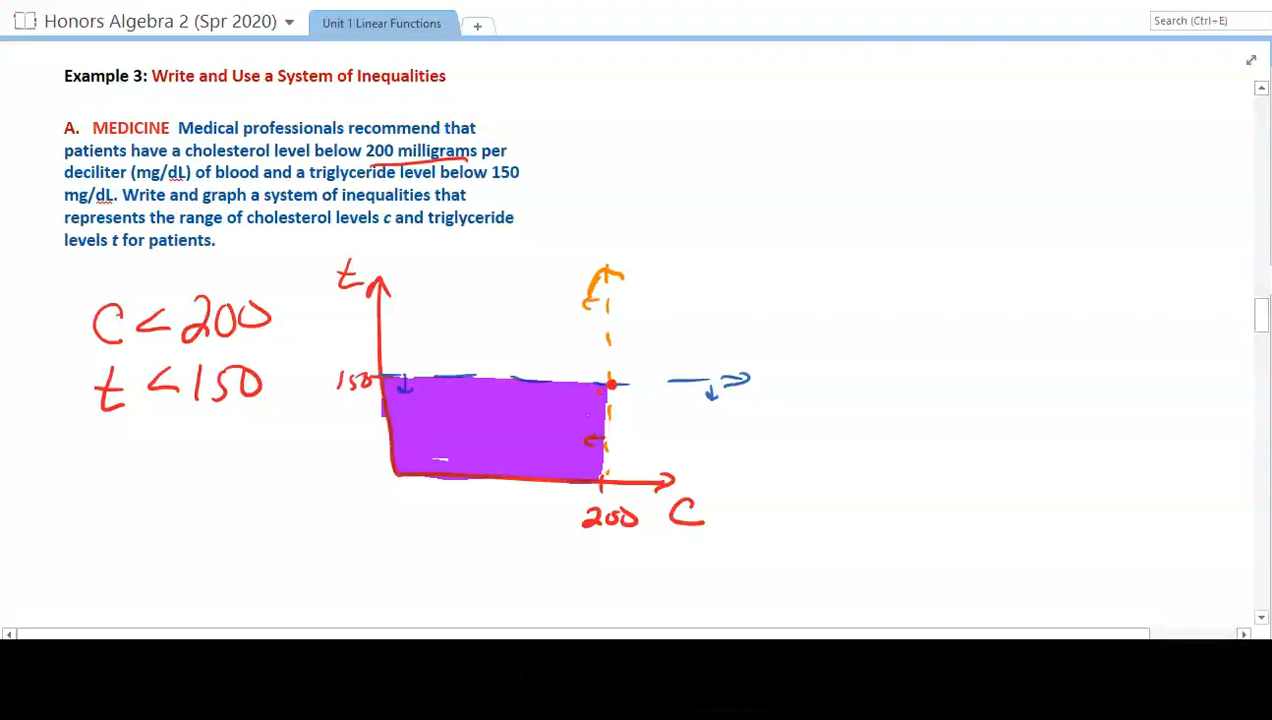 Honors Algebra 2 (Spr 2020)
Unit 1 Linear Functions
+
Search (Ctrl+E)
Example 3: Write and Use a System of Inequalities
A. MEDICINE Medical professionals recommend that
patients have a cholesterol level below 200 milligrams per
deciliter (mg/dL) of blood and a triglyceride level below 150
mg/dL. Write and graph a system of inequalities that
represents the range of cholesterol levels c and triglyceride
levels t for patients.
t
C < 200
t < 150
150
200 C